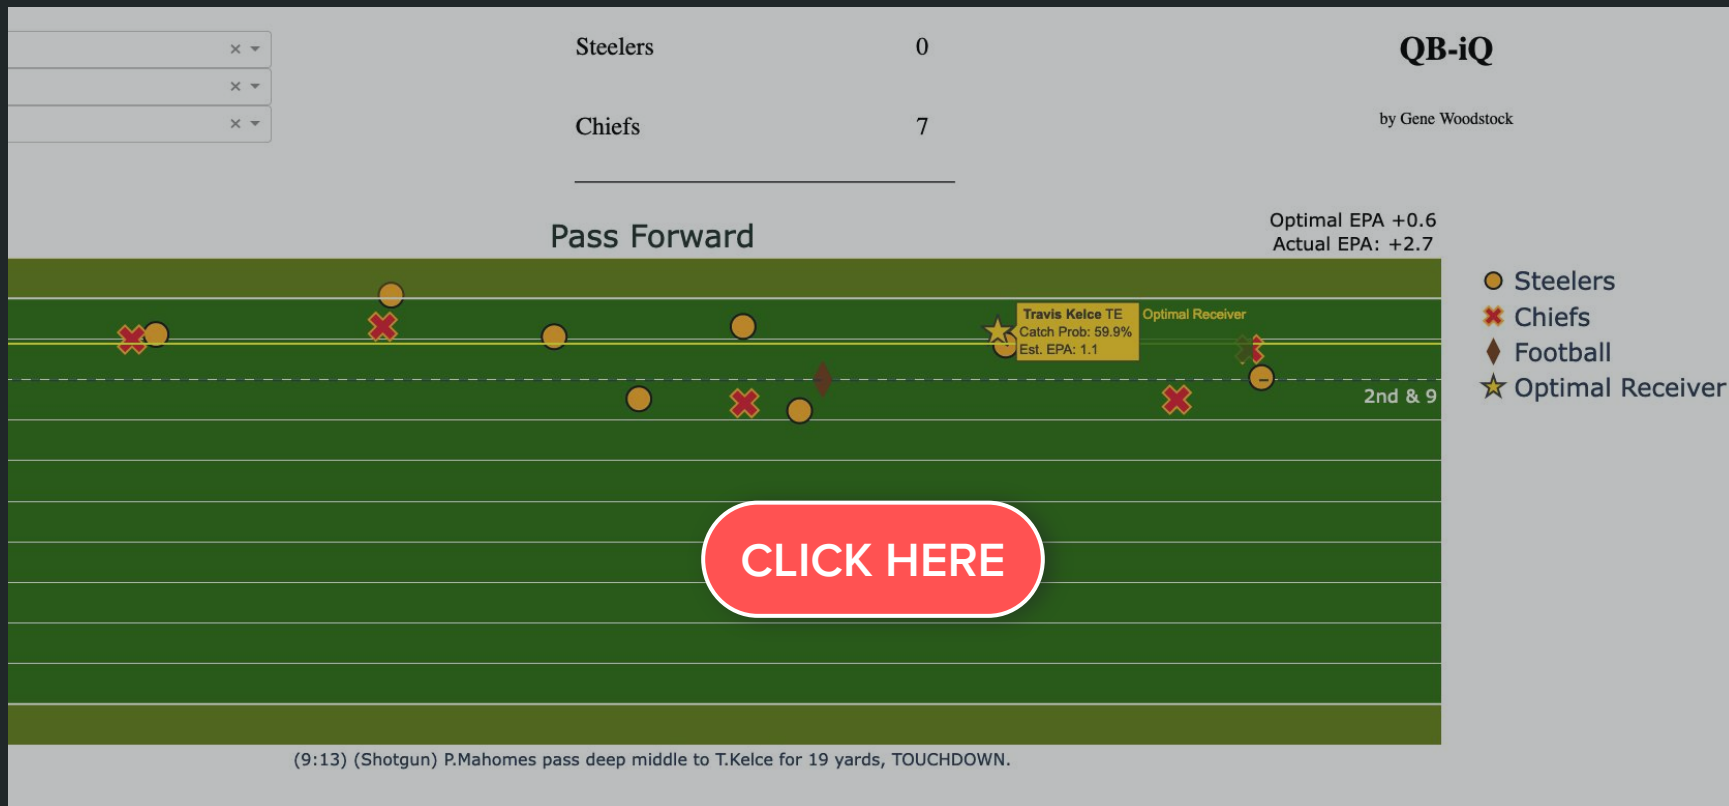 Steelers 0
QB-iQ
Chiefs 7
by Gene Woodstock
Pass Forward
Optimal EPA +0.6
Actual EPA: +2.7
Steelers
Chiefs
Football
Optimal Receiver
Travis Kelce TE
Catch Prob: 59.9%
Est. EPA: 1.1
Optimal Receiver
2nd & 9
CLICK HERE
(9:13) (Shotgun) P.Mahomes pass deep middle to T.Kelce for 19 yards, TOUCHDOWN.